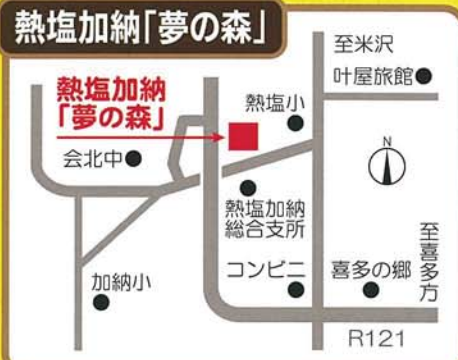 熱塩加納「夢の森」
至米沢
叶屋旅館
熱塩加納
「夢の森」
熱塩小
会北中
N
熱塩加納
総合支所
至喜多方
コンビニ
喜多の郷
加納小
R121